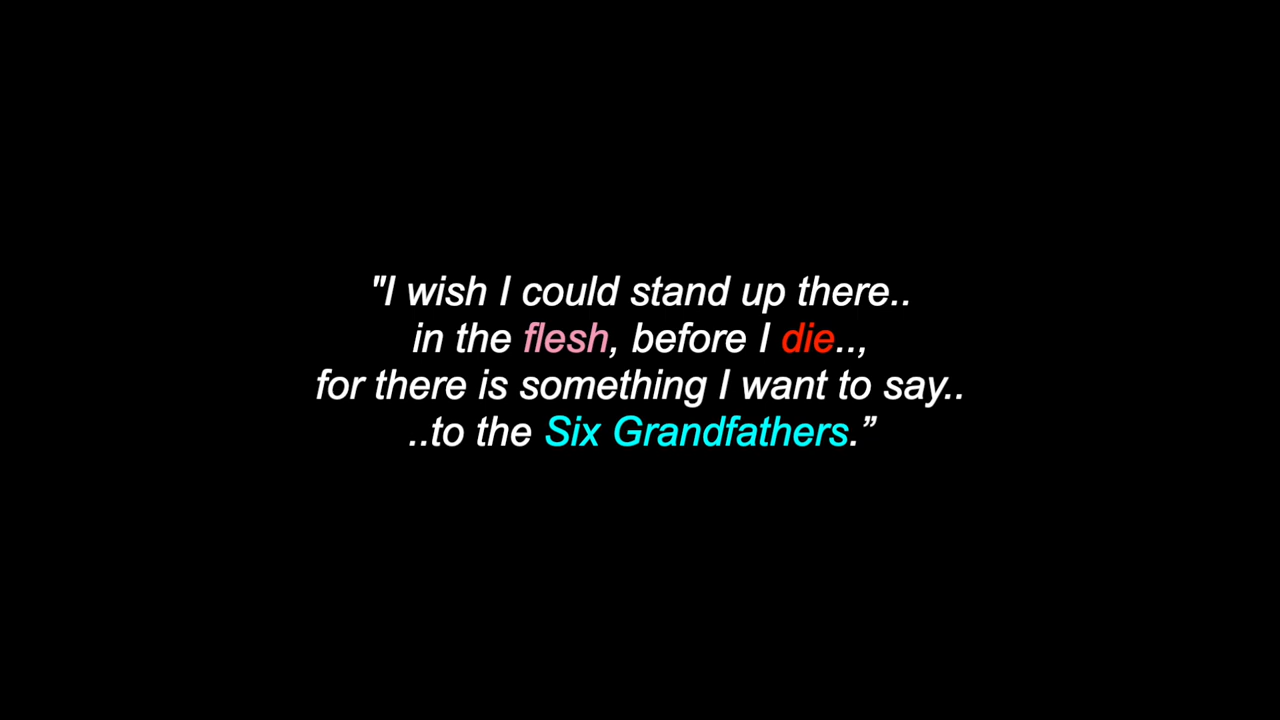 "I wish I could stand up there..
in the flesh, before I die..,
for there is something I want to say..
..to the Six Grandfathers.”